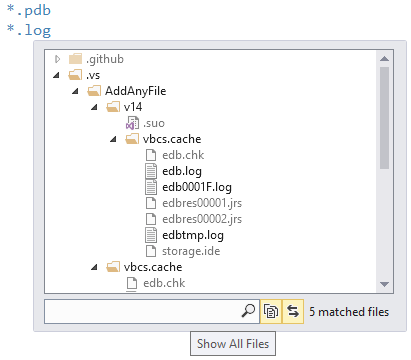 *.pdb
*.log
.github
.vs
AddAnyFile
v14
.suo
vbcs.cache
edb.chk
edb.log
edb0001F.log
edbres00001.jrs
edbres00002.jrs
edbtmp.log
storage.ide
vbcs.cache
edb.chk
5 matched files
Show All Files